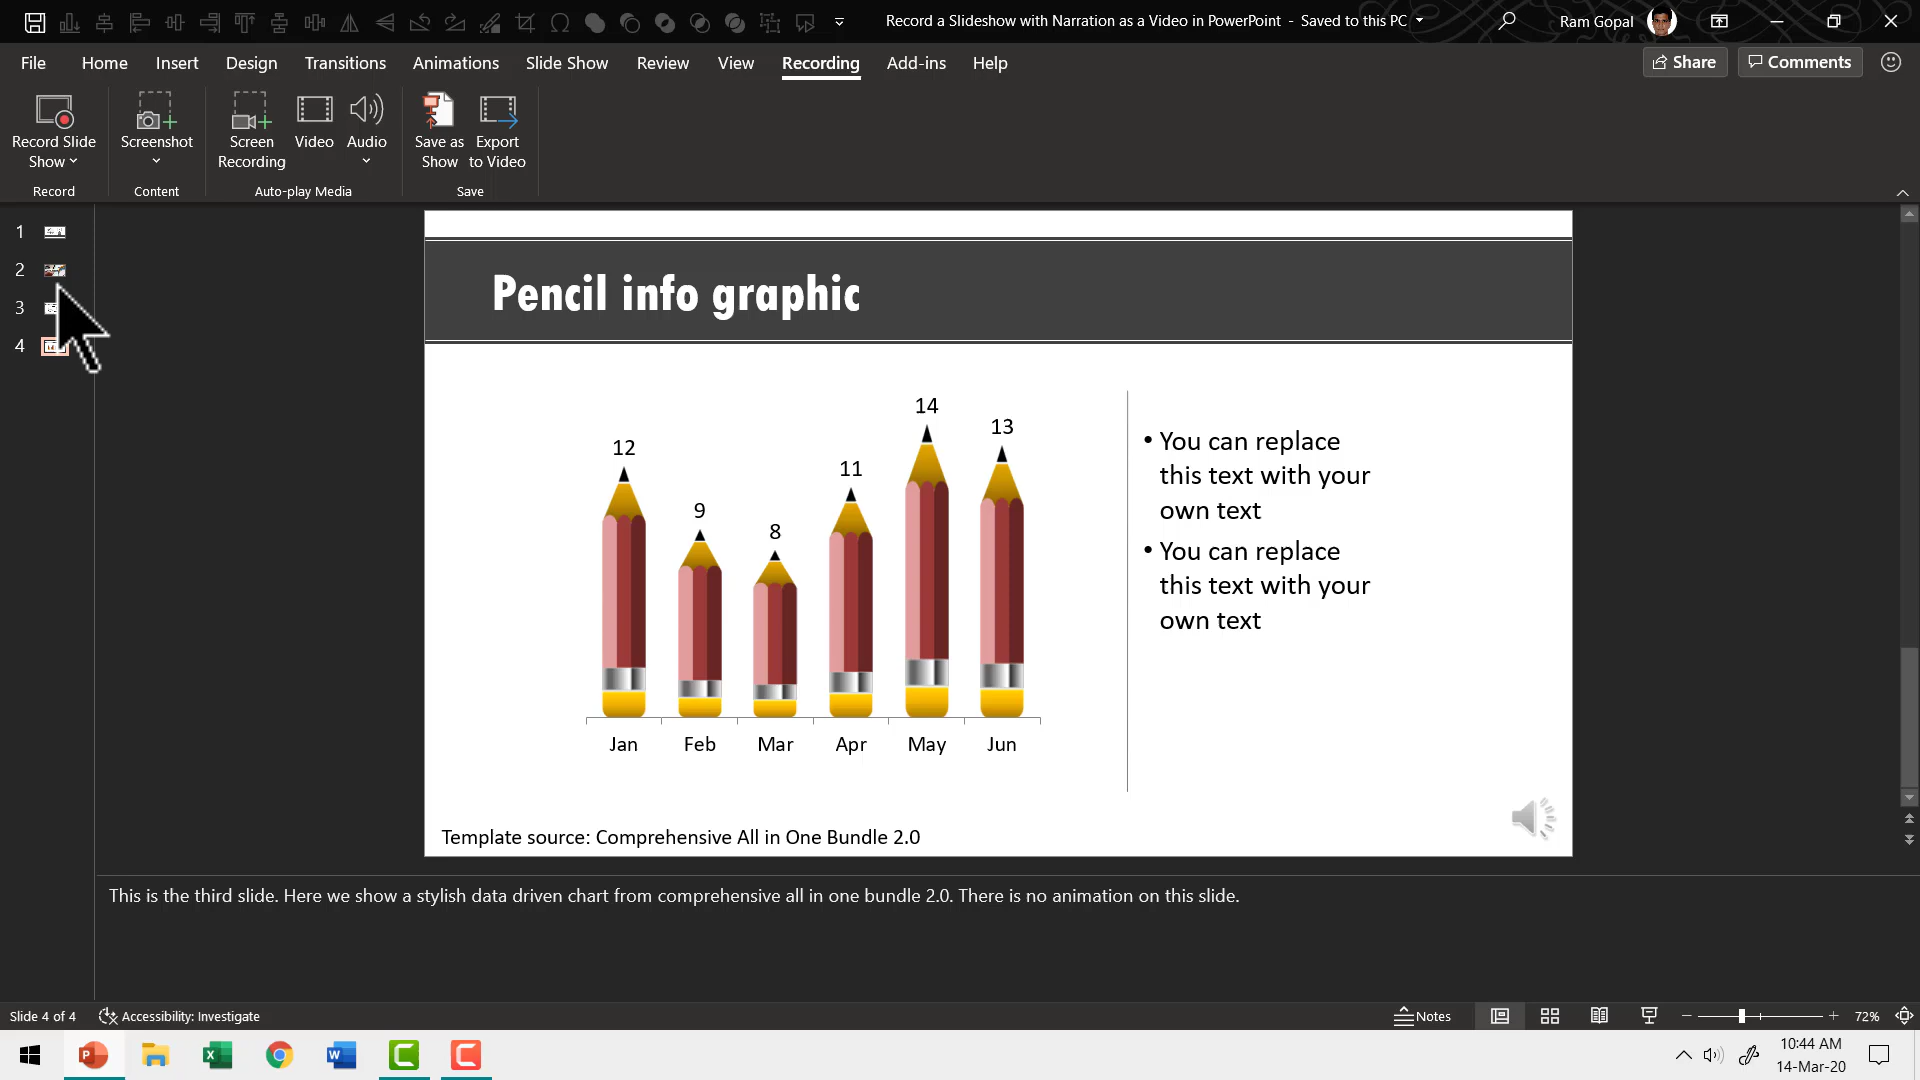 Record a Slideshow with Narration as a Video in PowerPoint - Saved to this PC
Ram Gopal
File Home Insert Design Transitions Animations Slide Show Review View Recording Add-ins Help
Share Comments
Record Slide Show
Screenshot
Screen Recording
Video
Audio
Save as Show
Export to Video
Record
Content
Auto-play Media
Save
1
2
3
4
Pencil info graphic
12
9
8
11
14
13
Jan Feb Mar Apr May Jun
• You can replace
this text with your
own text
• You can replace
this text with your
own text
Template source: Comprehensive All in One Bundle 2.0
This is the third slide. Here we show a stylish data driven chart from comprehensive all in one bundle 2.0. There is no animation on this slide.
Slide 4 of 4 Accessibility: Investigate
Notes
72%
10:44 AM
14-Mar-20